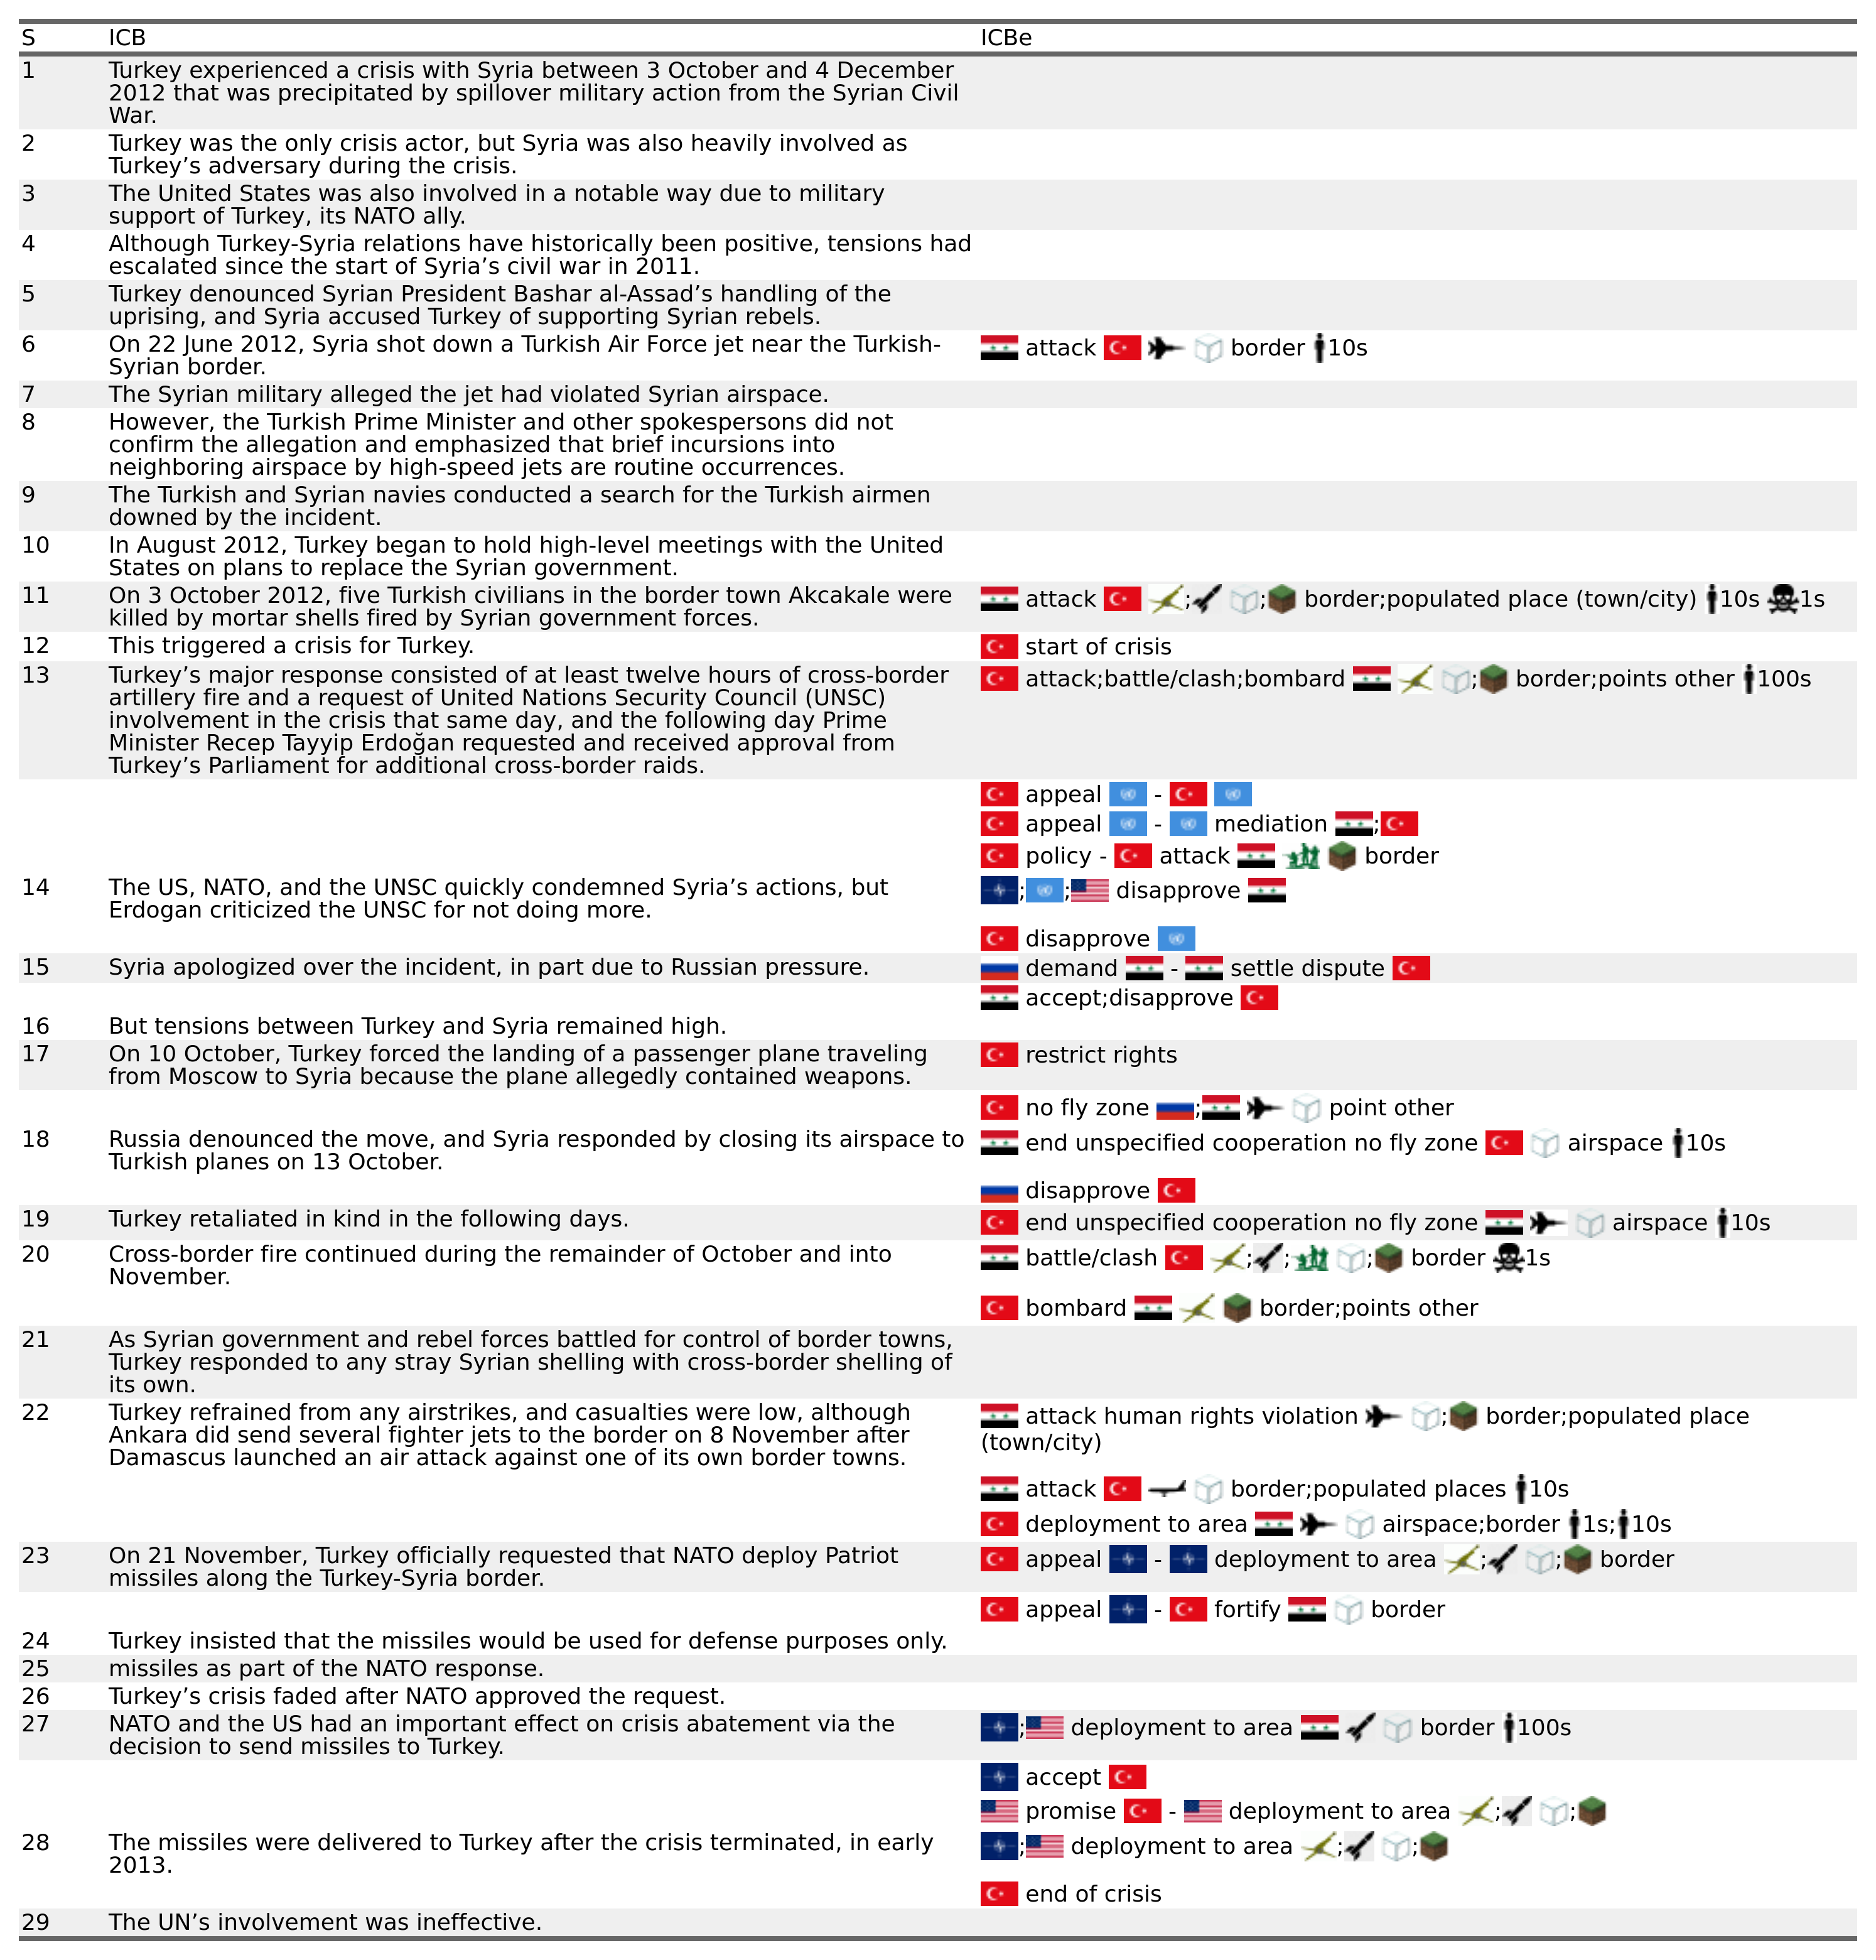 S ICB ICBe
1 Turkey experienced a crisis with Syria between 3 October and 4 December
2012 that was precipitated by spillover military action from the Syrian Civil
War.
2 Turkey was the only crisis actor, but Syria was also heavily involved as
Turkey’s adversary during the crisis.
3 The United States was also involved in a notable way due to military
support of Turkey, its NATO ally.
4 Although Turkey-Syria relations have historically been positive, tensions had
escalated since the start of Syria’s civil war in 2011.
5 Turkey denounced Syrian President Bashar al-Assad’s handling of the
uprising, and Syria accused Turkey of supporting Syrian rebels.
6 On 22 June 2012, Syria shot down a Turkish Air Force jet near the Turkish-
Syrian border.
attack border 10s
7 The Syrian military alleged the jet had violated Syrian airspace.
8 However, the Turkish Prime Minister and other spokespersons did not
confirm the allegation and emphasized that brief incursions into
neighboring airspace by high-speed jets are routine occurrences.
9 The Turkish and Syrian navies conducted a search for the Turkish airmen
downed by the incident.
10 In August 2012, Turkey began to hold high-level meetings with the United
States on plans to replace the Syrian government.
11 On 3 October 2012, five Turkish civilians in the border town Akcakale were
killed by mortar shells fired by Syrian government forces.
attack ; ; border;populated place (town/city) 10s 1s
12 This triggered a crisis for Turkey.
start of crisis
13 Turkey’s major response consisted of at least twelve hours of cross-border
artillery fire and a request of United Nations Security Council (UNSC)
involvement in the crisis that same day, and the following day Prime
Minister Recep Tayyip Erdoğan requested and received approval from
Turkey’s Parliament for additional cross-border raids.
attack;battle/clash;bombard ; border;points other 100s
appeal -
appeal - mediation ;
policy - attack border
14 The US, NATO, and the UNSC quickly condemned Syria’s actions, but
Erdogan criticized the UNSC for not doing more.
; ; disapprove
disapprove
15 Syria apologized over the incident, in part due to Russian pressure.
demand - settle dispute
accept;disapprove
16 But tensions between Turkey and Syria remained high.
17 On 10 October, Turkey forced the landing of a passenger plane traveling
from Moscow to Syria because the plane allegedly contained weapons.
restrict rights
no fly zone ; point other
18 Russia denounced the move, and Syria responded by closing its airspace to
Turkish planes on 13 October.
end unspecified cooperation no fly zone airspace 10s
disapprove
19 Turkey retaliated in kind in the following days.
end unspecified cooperation no fly zone airspace 10s
20 Cross-border fire continued during the remainder of October and into
November.
battle/clash ; ; ; border 1s
bombard border;points other
21 As Syrian government and rebel forces battled for control of border towns,
Turkey responded to any stray Syrian shelling with cross-border shelling of
its own.
22 Turkey refrained from any airstrikes, and casualties were low, although
Ankara did send several fighter jets to the border on 8 November after
Damascus launched an air attack against one of its own border towns.
attack human rights violation ; border;populated place
(town/city)
attack border;populated places 10s
deployment to area airspace;border 1s; 10s
23 On 21 November, Turkey officially requested that NATO deploy Patriot
missiles along the Turkey-Syria border.
appeal - deployment to area ; ; border
appeal - fortify border
24 Turkey insisted that the missiles would be used for defense purposes only.
25 missiles as part of the NATO response.
26 Turkey’s crisis faded after NATO approved the request.
27 NATO and the US had an important effect on crisis abatement via the
decision to send missiles to Turkey.
; deployment to area border 100s
accept
promise - deployment to area ; ;
28 The missiles were delivered to Turkey after the crisis terminated, in early
2013.
; deployment to area ; ;
end of crisis
29 The UN’s involvement was ineffective.